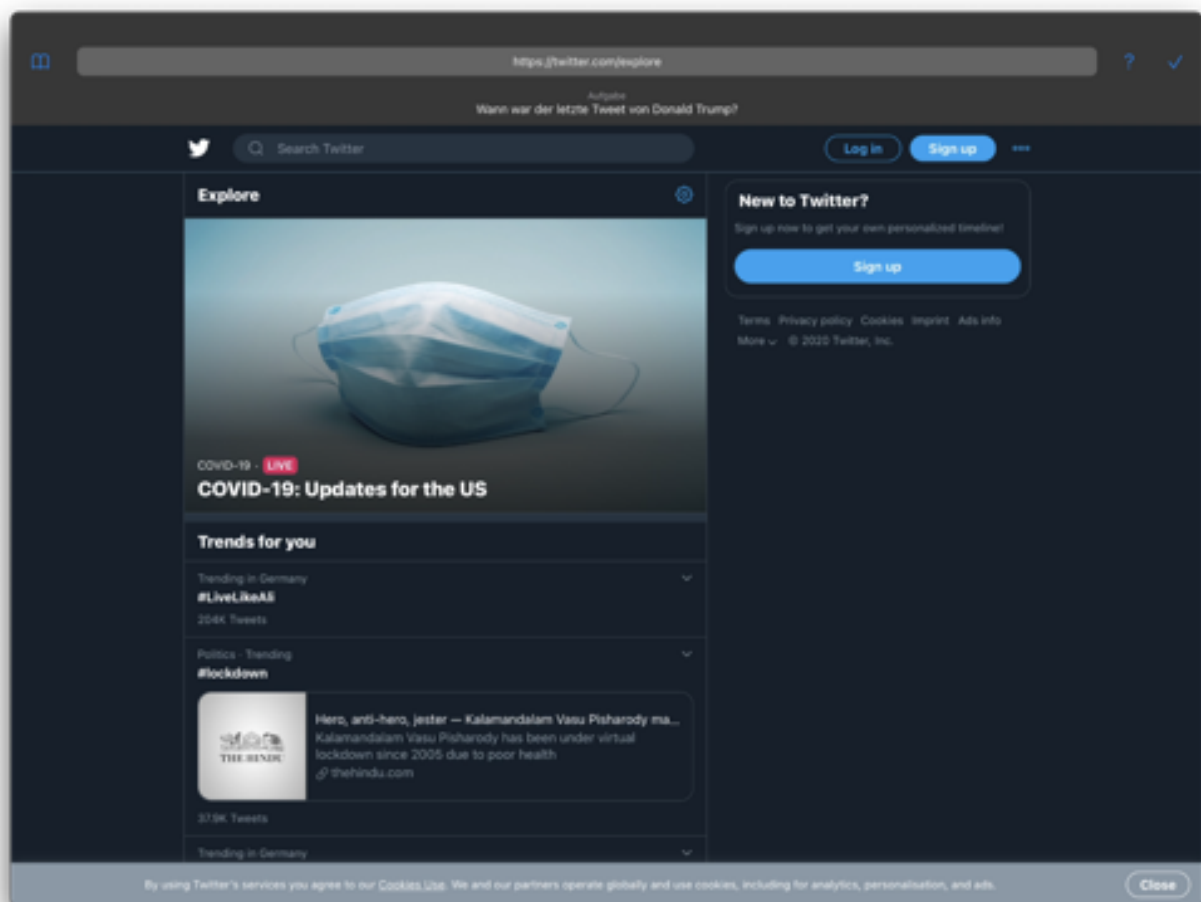 https://twitter.com/explore
?
Aufgabe
Wann war der letzte Tweet von Donald Trump?
Search Twitter
Log in
Sign up
Explore
New to Twitter?
Sign up now to get your own personalized timeline!
Sign up
Terms Privacy policy Cookies Imprint Ads info
More © 2020 Twitter, Inc.
COVID-19 · LIVE
COVID-19: Updates for the US
Trends for you
Trending in Germany
#LiveLikeAli
204K Tweets
Politics · Trending
#lockdown
Hero, anti-hero, jester — Kalamandalam Vasu Pisharody ma...
Kalamandalam Vasu Pisharody has been under virtual
lockdown since 2005 due to poor health
THE HINDU
thehindu.com
37.9K Tweets
Trending in Germany
By using Twitter's services you agree to our Cookies Use. We and our partners operate globally and use cookies, including for analytics, personalisation, and ads.
Close